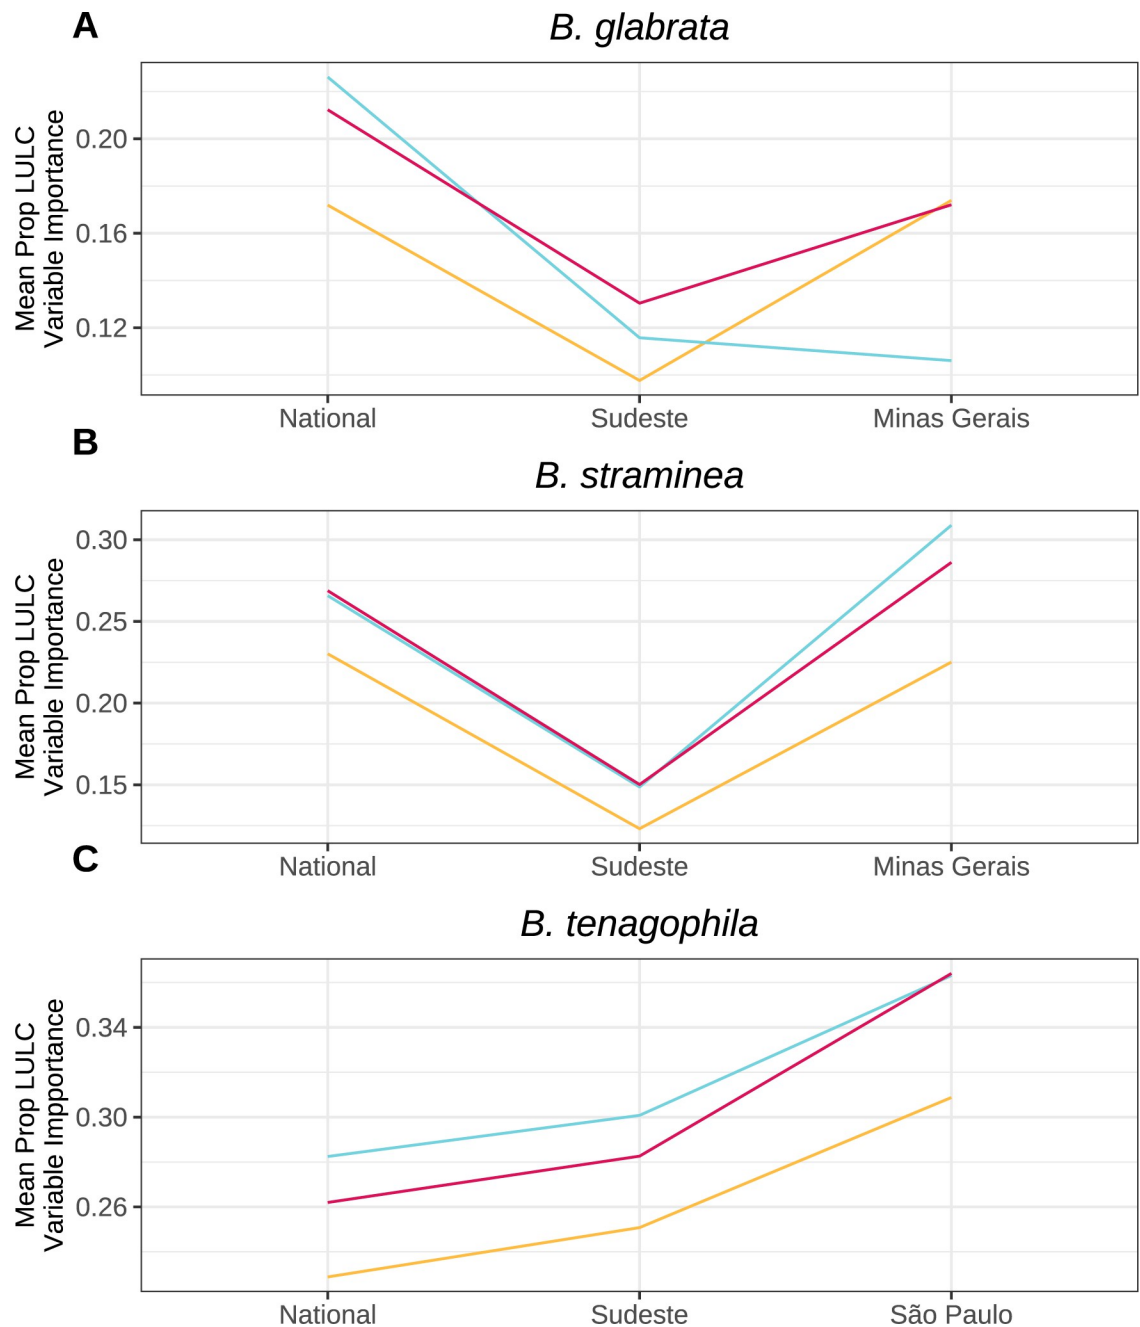 A
B. glabrata
Mean Prop LULC
Variable Importance
0.20
0.16
0.12
National Sudeste Minas Gerais
B
B. straminea
Mean Prop LULC
Variable Importance
0.30
0.25
0.20
0.15
National Sudeste Minas Gerais
C
B. tenagophila
Mean Prop LULC
Variable Impportance
0.34
0.30
0.26
National Sudeste São Paulo